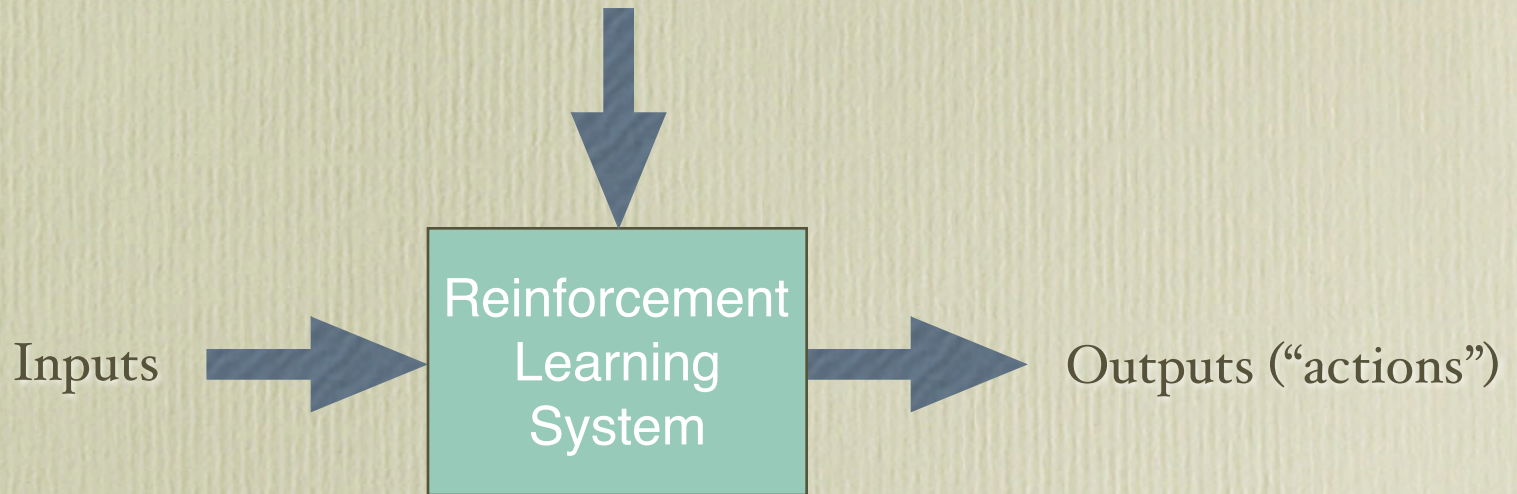 Inputs
Reinforcement
Learning
System
Outputs (“actions”)